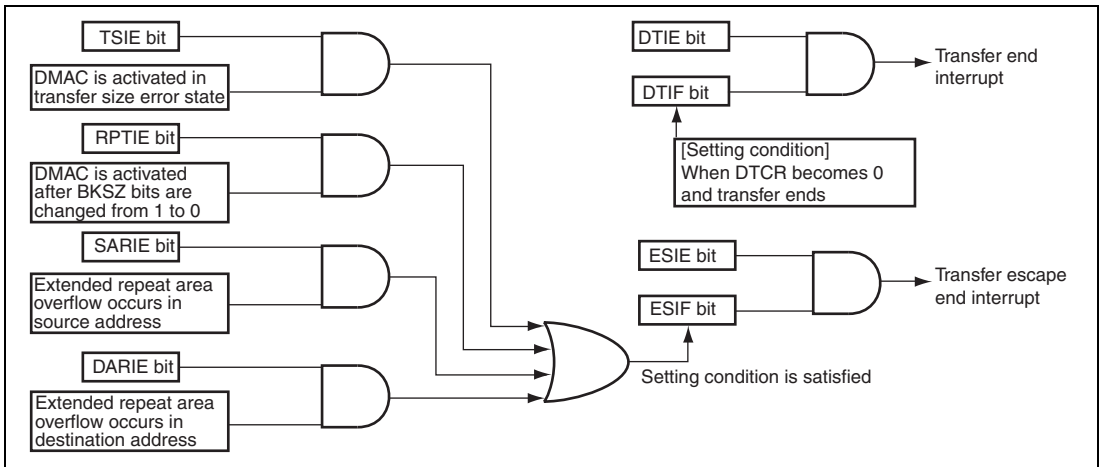 TSIE bit
DMAC is activated in
transfer size error state
RPTIE bit
DMAC is activated
after BKSZ bits are
changed from 1 to 0
SARIE bit
Extended repeat area
overflow occurs in
source address
DARIE bit
Extended repeat area
overflow occurs in
destination address
Setting condition is satisfied
DTIE bit
DTIF bit
[Setting condition]
When DTCR becomes 0
and transfer ends
Transfer end
interrupt
ESIE bit
ESIF bit
Transfer escape
end interrupt